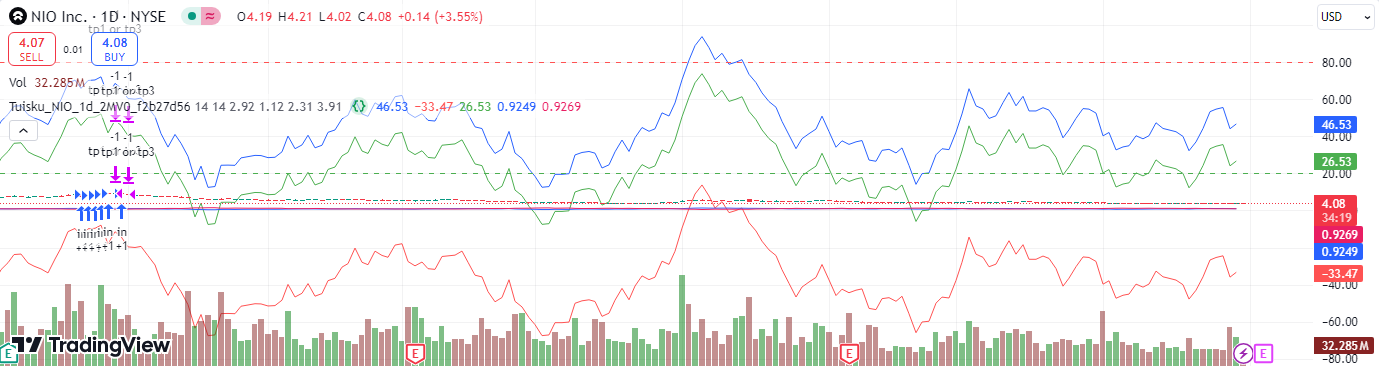 NIO Inc. · 1D · NYSE O4.19 H4.21 L4.02 C4.08 +0.14 (+3.55%)
USD
tp1 or tp3
4.07
SELL
0.01
4.08
BUY
80.00
-1 -1
Vol 32.285M
tp1 or tp3
60.00
Tuisku_NIO_1d_2MVO_f2b27d56 14 14 2.92 1.12 2.31 3.91 46.53 −33.47 26.53 0.9249 0.9269
46.53
40.00
-1 -1
tp1 or tp3
26.53
20.00
4.08
34:19
in in
+1 +1
0.9269
0.9249
−33.47
−40.00
−60.00
TradingView
32.285M
E
E
E
E
−80.00